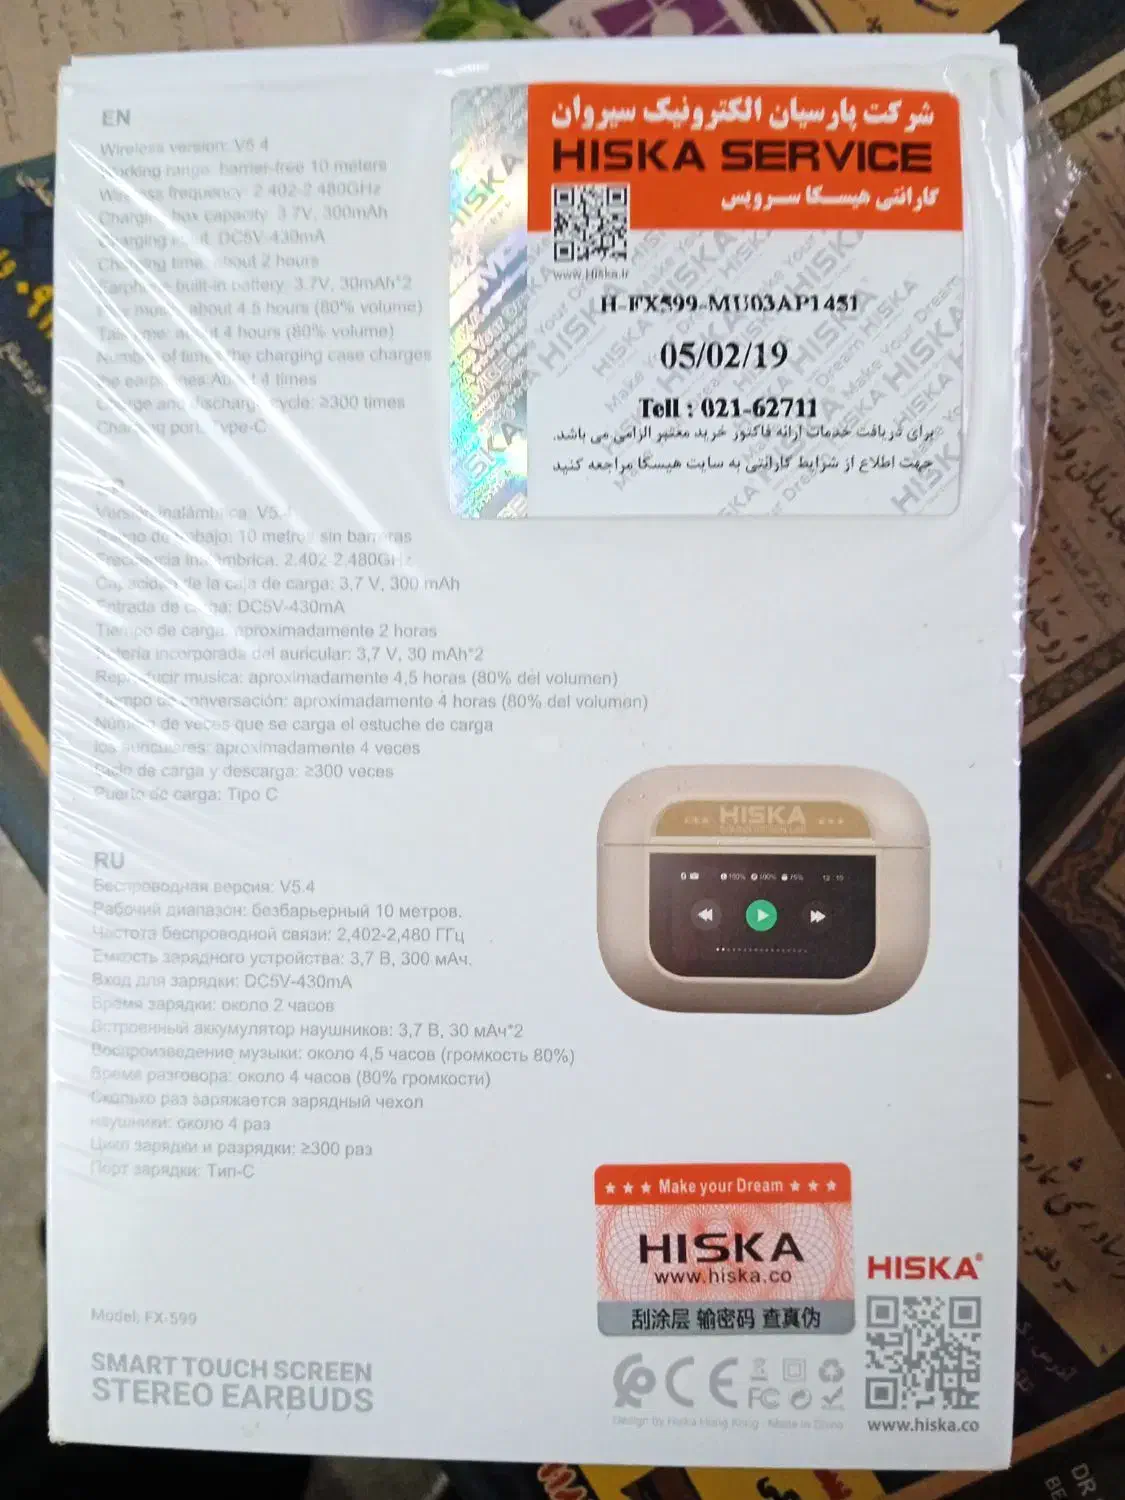 EN
Wireless version: V5.4
Working range: barrier-free 10 meters
Wireless frequency: 2.402-2.480GHz
Charging box capacity: 3.7V, 300mAh
Charging input: DC5V-430mA
Charging time: about 2 hours
Earphone built-in battery: 3.7V, 30mAh*2
Play music: about 4.5 hours (80% volume)
Talk time: about 4 hours (80% volume)
Number of times the charging case charges
the earphones: About 4 times
Charge and discharge cycle: ≥300 times
Charging port: Type-C
شرکت پارسیان الکترونیک سیروان
HISKA SERVICE
گارانتی هیسکا سرویس
www.Hiska.ir
H-FX599-MU03AP1451
05/02/19
Tell : 021-62711
برای دریافت خدمات ارائه فاکتور خرید معتبر الزامی می باشد.
جهت اطلاع از شرایط گارانتی به سایت هیسکا مراجعه کنید
SP
Versión inalámbrica: V5.4
Rango de trabajo: 10 metros sin barreras
Frecuencia inalámbrica: 2.402-2.480GHz
Capacidad de la caja de carga: 3,7 V, 300 mAh
Entrada de carga: DC5V-430mA
Tiempo de carga: aproximadamente 2 horas
Batería incorporada del auricular: 3,7 V, 30 mAh*2
Reproducir musica: aproximadamente 4,5 horas (80% del volumen)
Tiempo de conversación: aproximadamente 4 horas (80% del volumen)
Número de veces que se carga el estuche de carga
los auriculares: aproximadamente 4 veces
Ciclo de carga y descarga: ≥300 veces
Puerto de carga: Tipo C
RU
Беспроводная версия: V5.4
Рабочий диапазон: безбарьерный 10 метров.
Частота беспроводной связи: 2,402-2,480 ГГц
Емкость зарядного устройства: 3,7 В, 300 мАч.
Вход для зарядки: DC5V-430mA
Время зарядки: около 2 часов
Встроенный аккумулятор наушников: 3,7 В, 30 мАч*2
Воспроизведение музыки: около 4,5 часов (громкость 80%)
Время разговора: около 4 часов (80% громкости)
Сколько раз заряжается зарядный чехол
наушники: около 4 раз
Цикл зарядки и разрядки: ≥300 раз
Порт зарядки: Тип-C
HISKA
100% 100% 75%
Make your Dream
HISKA
www.hiska.co
刮涂层 输密码 查真伪
HISKA®
www.hiska.co
Model: FX-599
SMART TOUCH SCREEN
STEREO EARBUDS
CE FC
Design by Hiska Hong Kong . Made in China